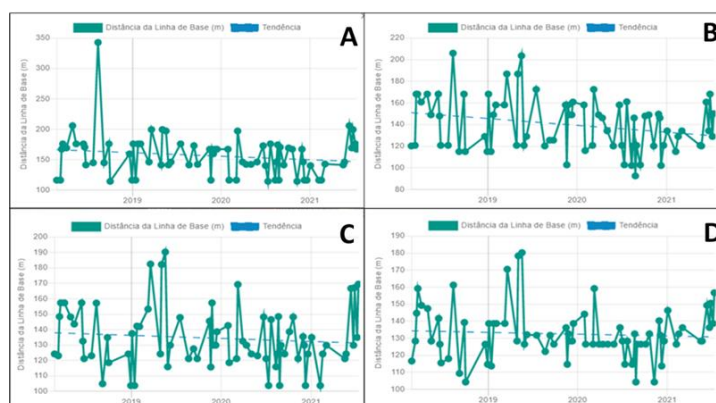 Distância da Linha de Base (m) Tendência
A
Distância da Linha de Base (m)
350
300
250
200
150
100
2019 2020 2021
Distância da Linha de Base (m) Tendência
B
Distância da Linha de Base (m)
220
200
180
160
140
120
100
80
2019 2020 2021
Distância da Linha de Base (m) Tendência
C
Distância da Linha de Base (m)
200
190
180
170
160
150
140
130
120
110
100
2019 2020 2021
Distância da Linha de Base (m) Tendência
D
Distância da Linha de Base (m)
190
180
170
160
150
140
130
120
110
100
2019 2020 2021